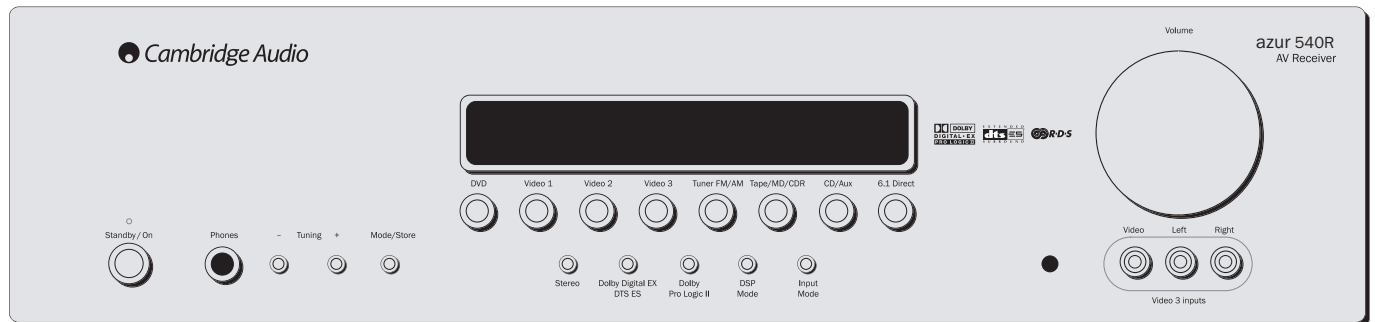 Cambridge Audio
Volume
azur 540R
AV Receiver
DOLBY
DIGITAL·EX
PRO LOGIC II
EXTENDED
dts ES
SURROUND
R·D·S
DVD
Video 1
Video 2
Video 3
Tuner FM/AM
Tape/MD/CDR
CD/Aux
6.1 Direct
Standby / On
Phones
– Tuning +
Mode/Store
Video
Left
Right
Stereo
Dolby Digital EX
DTS ES
Dolby
Pro Logic II
DSP
Mode
Input
Mode
Video 3 inputs